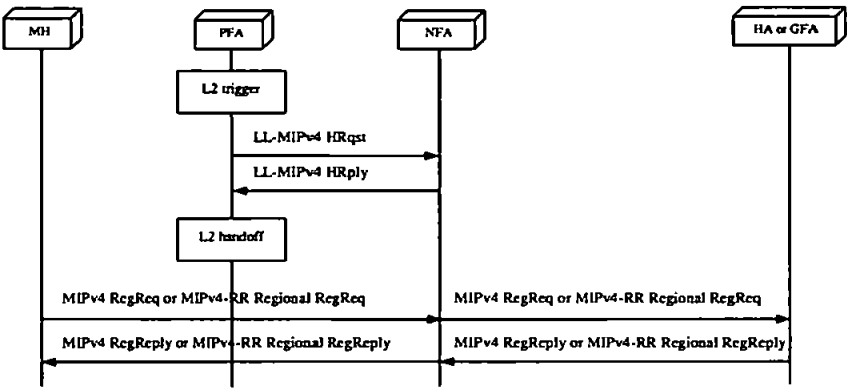 MH
PFA
NFA
HA or GFA
L2 trigger
LL-MIPv4 HRqst
LL-MIPv4 HRply
L2 handoff
MIPv4 RegReq or MIPv4-RR Regional RegReq
MIPv4 RegReq or MIPv4-RR Regional RegReq
MIPv4 RegReply or MIPv4-RR Regional RegReply
MIPv4 RegReply or MIPv4-RR Regional RegReply